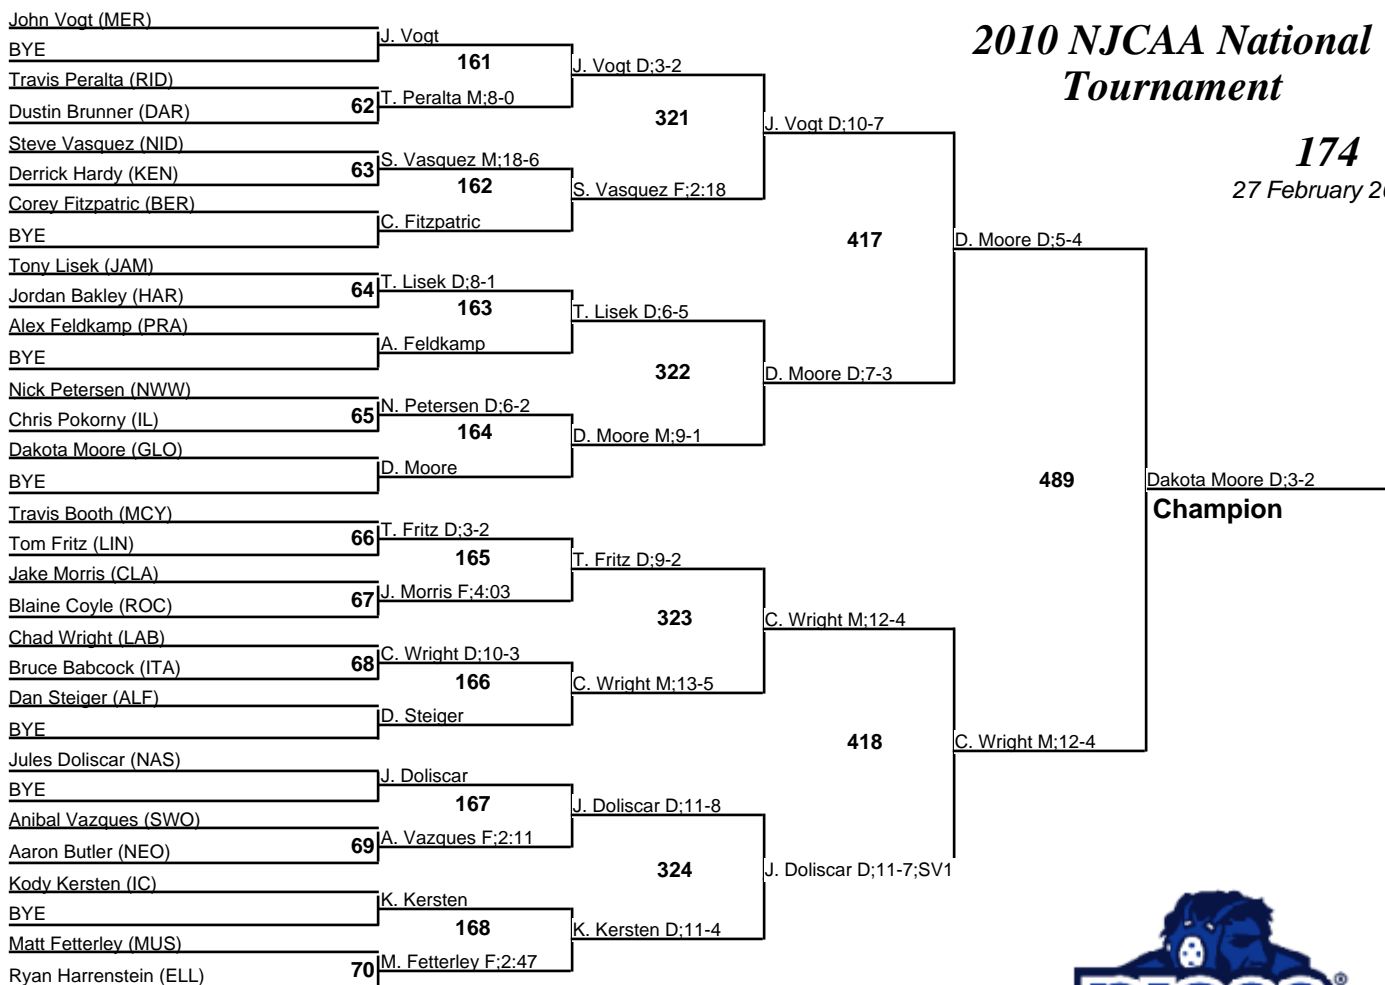 2010 NJCAA National
Tournament
174
27 February 2
John Vogt (MER)
BYE
Travis Peralta (RID)
Dustin Brunner (DAR)
Steve Vasquez (NID)
Derrick Hardy (KEN)
Corey Fitzpatric (BER)
BYE
Tony Lisek (JAM)
Jordan Bakley (HAR)
Alex Feldkamp (PRA)
BYE
Nick Petersen (NWW)
Chris Pokorny (IL)
Dakota Moore (GLO)
BYE
Travis Booth (MCY)
Tom Fritz (LIN)
Jake Morris (CLA)
Blaine Coyle (ROC)
Chad Wright (LAB)
Bruce Babcock (ITA)
Dan Steiger (ALF)
BYE
Jules Doliscar (NAS)
BYE
Anibal Vazques (SWO)
Aaron Butler (NEO)
Kody Kersten (IC)
BYE
Matt Fetterley (MUS)
Ryan Harrenstein (ELL)
62
63
64
65
66
67
68
69
70
J. Vogt
161
T. Peralta M;8-0
S. Vasquez M;18-6
162
C. Fitzpatric
T. Lisek D;8-1
163
A. Feldkamp
N. Petersen D;6-2
164
D. Moore
T. Fritz D;3-2
165
J. Morris F;4:03
C. Wright D;10-3
166
D. Steiger
J. Doliscar
167
A. Vazques F;2:11
K. Kersten
168
M. Fetterley F;2:47
J. Vogt D;3-2
321
S. Vasquez F;2:18
T. Lisek D;6-5
322
D. Moore M;9-1
T. Fritz D;9-2
323
C. Wright M;13-5
J. Doliscar D;11-8
324
K. Kersten D;11-4
J. Vogt D;10-7
417
D. Moore D;7-3
C. Wright M;12-4
418
J. Doliscar D;11-7;SV1
D. Moore D;5-4
489
C. Wright M;12-4
Dakota Moore D;3-2
Champion